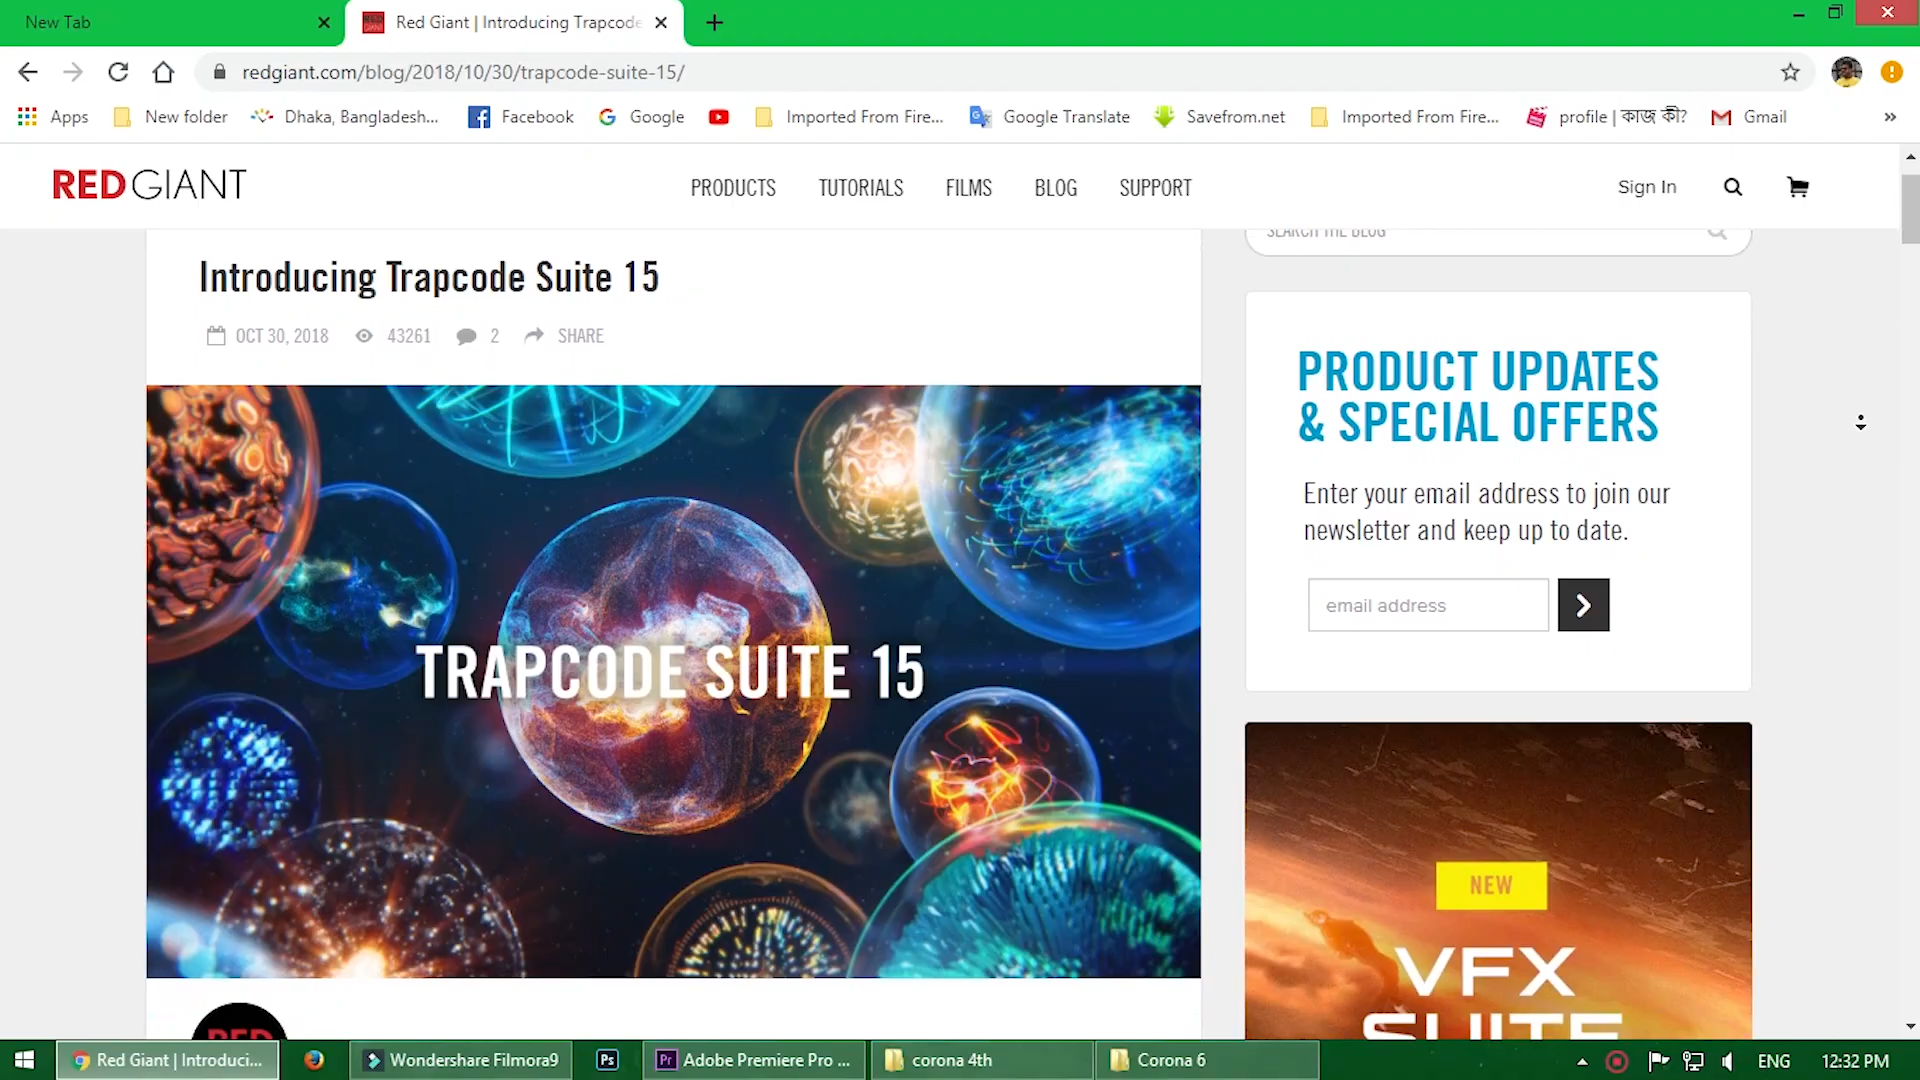 New Tab
Red Giant | Introducing Trapcode
redgiant.com/blog/2018/10/30/trapcode-suite-15/
Apps
New folder
Dhaka, Bangladesh...
Facebook
Google
Imported From Fire...
Google Translate
Savefrom.net
Imported From Fire...
profile | কাজ কী?
Gmail
»
RED GIANT
PRODUCTS
TUTORIALS
FILMS
BLOG
SUPPORT
Sign In
SEARCH THE BLOG
Introducing Trapcode Suite 15
OCT 30, 2018
43261
2
SHARE
TRAPCODE SUITE 15
PRODUCT UPDATES
& SPECIAL OFFERS
Enter your email address to join our
newsletter and keep up to date.
email address
NEW
VFX
SUITE
RED
Red Giant | Introduci...
Wondershare Filmora9
Ps
Pr
Adobe Premiere Pro ...
corona 4th
Corona 6
ENG
12:32 PM